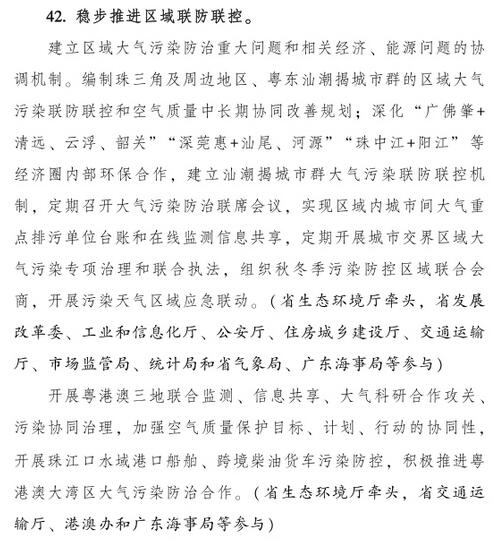 42. 稳步推进区域联防联控。
建立区域大气污染防治重大问题和相关经济、能源问题的协
调机制。编制珠三角及周边地区、粤东汕潮揭城市群的区域大气
污染联防联控和空气质量中长期协同改善规划；深化“广佛肇+
清远、云浮、韶关”“深莞惠+汕尾、河源”“珠中江+阳江”等
经济圈内部环保合作，建立汕潮揭城市群大气污染联防联控机
制，定期召开大气污染防治联席会议，实现区域内城市间大气重
点排污单位台账和在线监测信息共享，定期开展城市交界区域大
气污染专项治理和联合执法，组织秋冬季污染防控区域联合会
商，开展污染天气区域应急联动。（省生态环境厅牵头，省发展
改革委、工业和信息化厅、公安厅、住房城乡建设厅、交通运输
厅、市场监管局、统计局和省气象局、广东海事局等参与）
开展粤港澳三地联合监测、信息共享、大气科研合作攻关、
污染协同治理，加强空气质量保护目标、计划、行动的协同性，
开展珠江口水域港口船舶、跨境柴油货车污染防控，积极推进粤
港澳大湾区大气污染防治合作。（省生态环境厅牵头，省交通运
输厅、港澳办和广东海事局等参与）